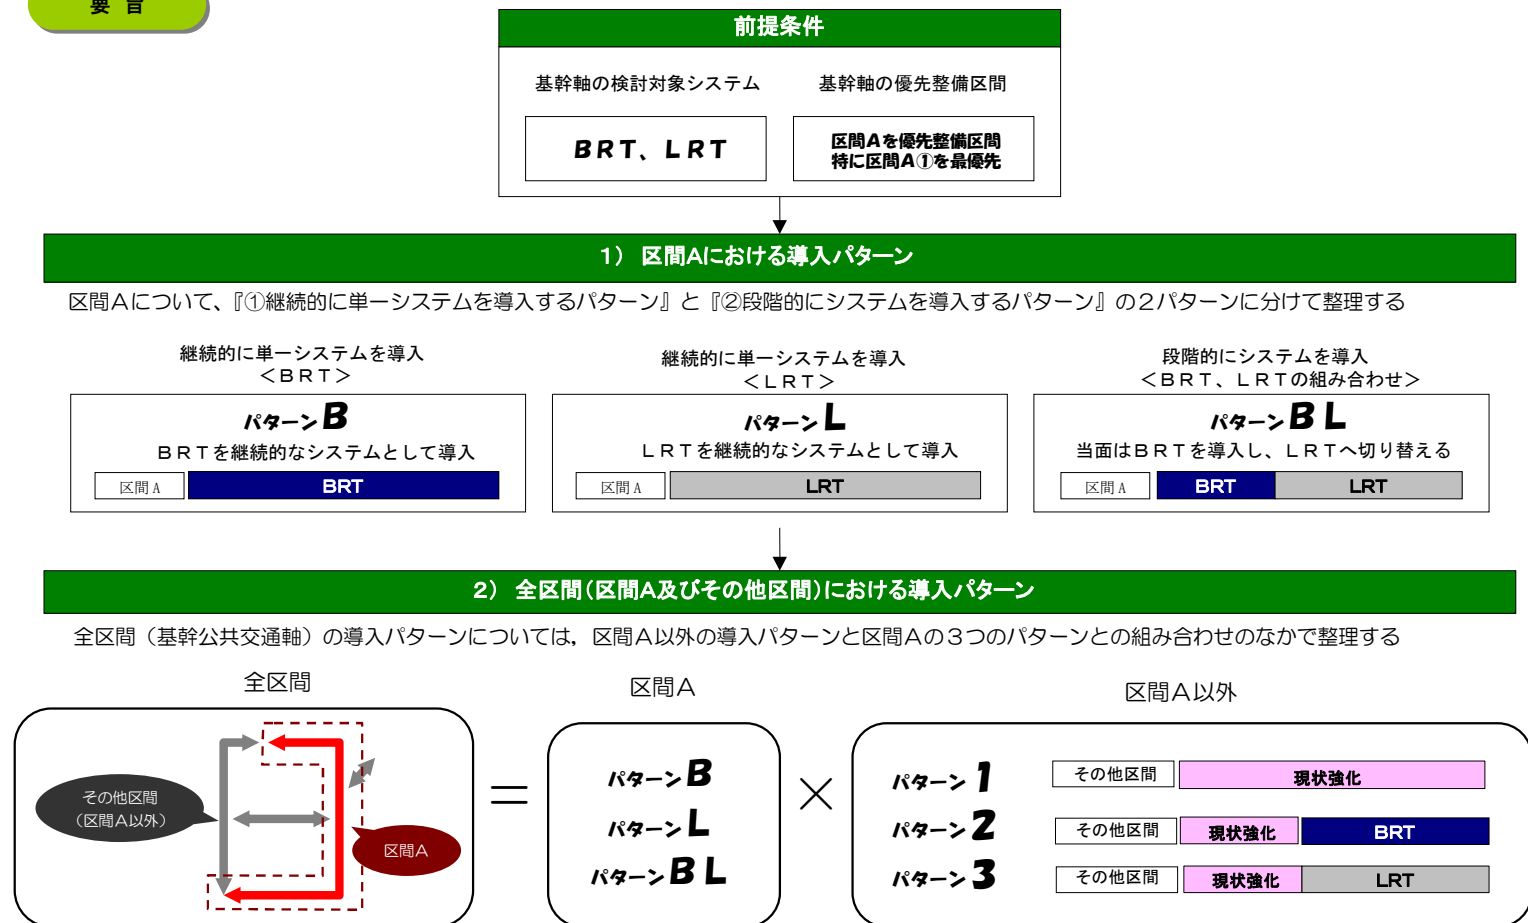 要 旨
前提条件
基幹軸の検討対象システム
基幹軸の優先整備区間
BRT、LRT
区間Aを優先整備区間
特に区間A①を最優先
1) 区間Aにおける導入パターン
区間Aについて、『①継続的に単一システムを導入するパターン』と『②段階的にシステムを導入するパターン』の2パターンに分けて整理する
継続的に単一システムを導入
<BRT>
パターンB
BRTを継続的なシステムとして導入
区間A
BRT
継続的に単一システムを導入
<LRT>
パターンL
LRTを継続的なシステムとして導入
区間A
LRT
段階的にシステムを導入
<BRT、LRTの組み合わせ>
パターンBL
当面はBRTを導入し、LRTへ切り替える
区間A
BRT
LRT
2) 全区間(区間A及びその他区間)における導入パターン
全区間(基幹公共交通軸)の導入パターンについては,区間A以外の導入パターンと区間Aの3つのパターンとの組み合わせのなかで整理する
全区間
その他区間
(区間A以外)
区間A
=
区間A
パターンB
パターンL
パターンBL
×
区間A以外
パターン1
その他区間
現状強化
パターン2
その他区間
現状強化
BRT
パターン3
その他区間
現状強化
LRT